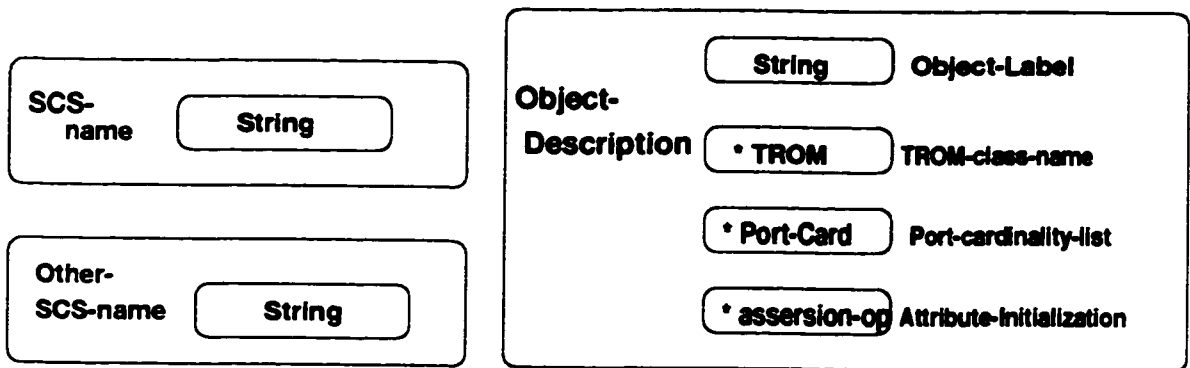 SCS-
name
String
Other-
SCS-name
String
Object-
Description
String Object-Label
* TROM TROM-class-name
* Port-Card Port-cardinality-list
* assersion-op Attribute-Initialization